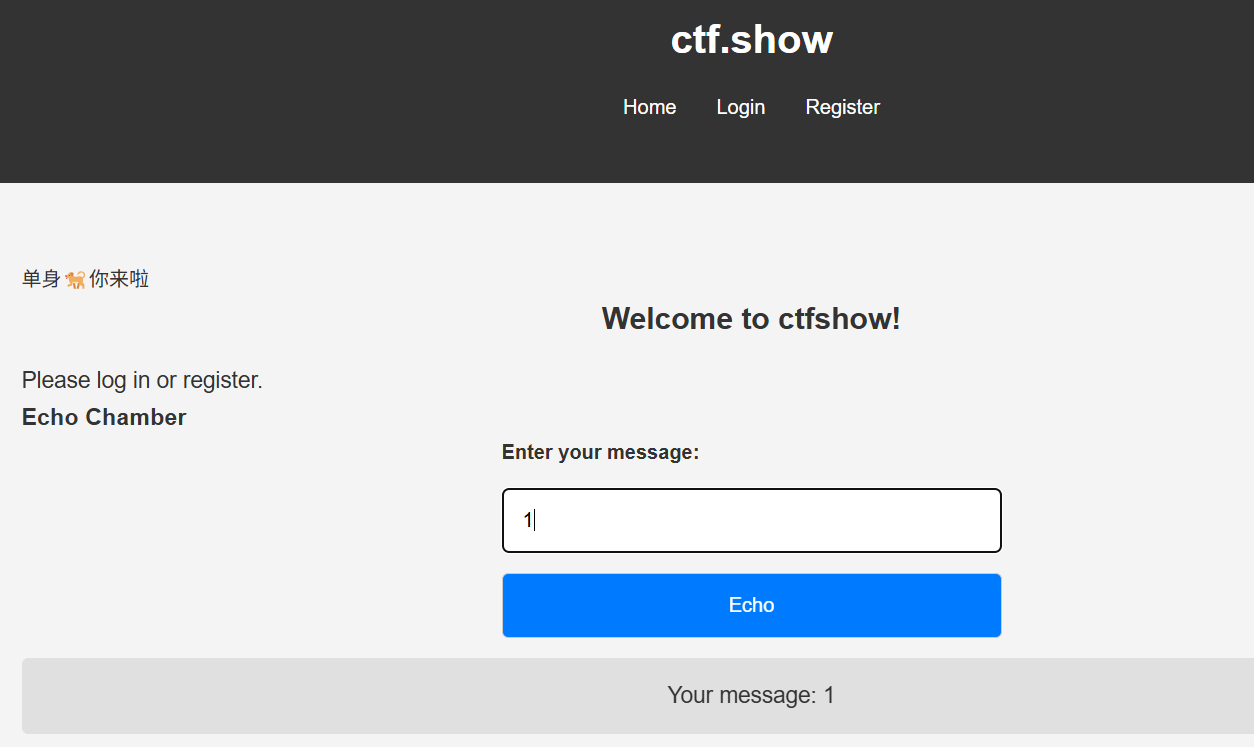 ctf.show
Home Login Register
单身🐕你来啦
Welcome to ctfshow!
Please log in or register.
Echo Chamber
Enter your message:
1
Echo
Your message: 1